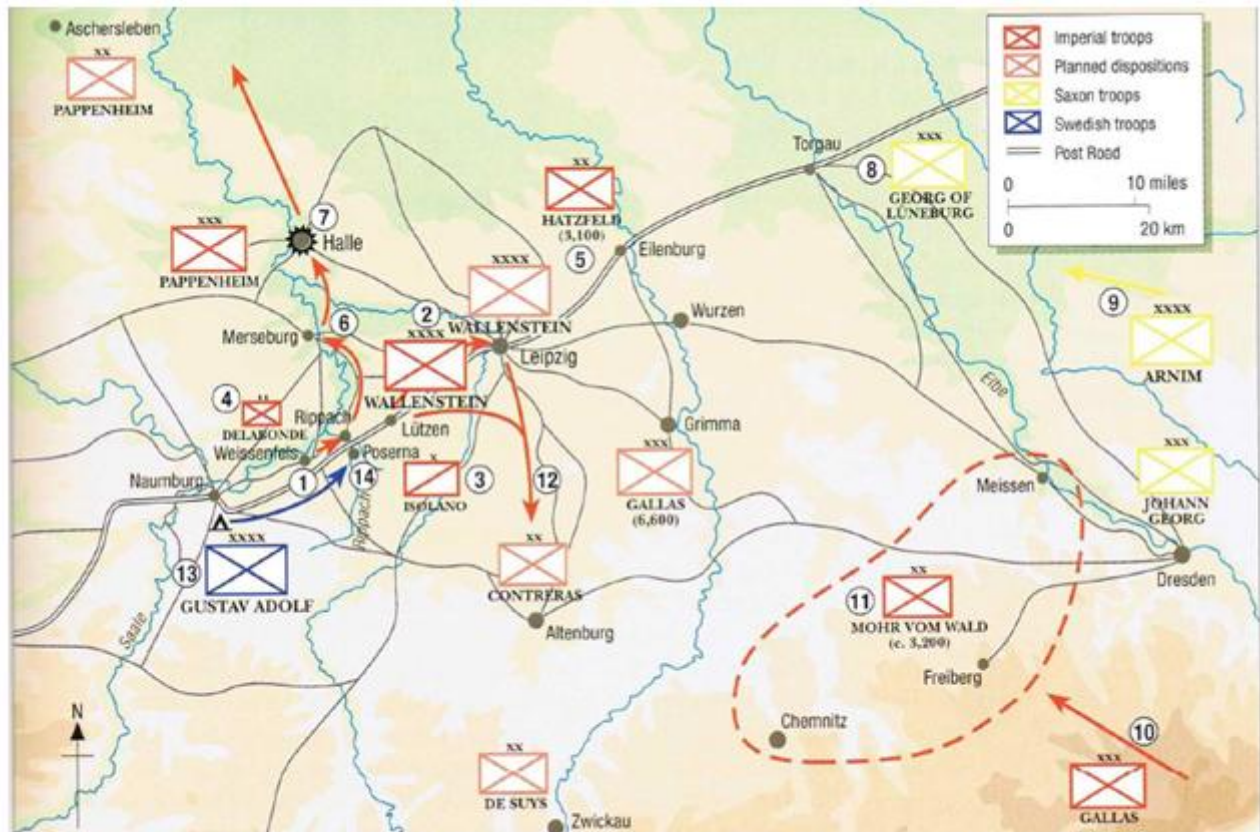 Aschersleben
xx
PAPPENHEIM
Imperial troops
Planned dispositions
Saxon troops
Swedish troops
Post Road
0 10 miles
0 20 km
Torgau
8
xxx
GEORG OF
LÜNEBURG
xx
HATZFELD
(3,100)
5
Eilenburg
7
Halle
xxx
PAPPENHEIM
xxxx
WALLENSTEIN
9
xxxx
ARNIM
Wurzen
2
6
Merseburg
xxxx
WALLENSTEIN
Leipzig
Elbe
4
DELABONDE
Rippach
Lützen
Grimma
Weissenfels
Poserna
xxx
GALLAS
(6,600)
Naumburg
1
14
x
ISOLANO
3
12
Rippach
Meissen
xxx
JOHANN
GEORG
xxxx
GUSTAV ADOLF
13
xx
CONTRERAS
Dresden
Saale
Altenburg
11
xx
MOHR VOM WALD
(c. 3,200)
Freiberg
N
Chemnitz
10
xx
DE SUYS
xxx
GALLAS
Zwickau